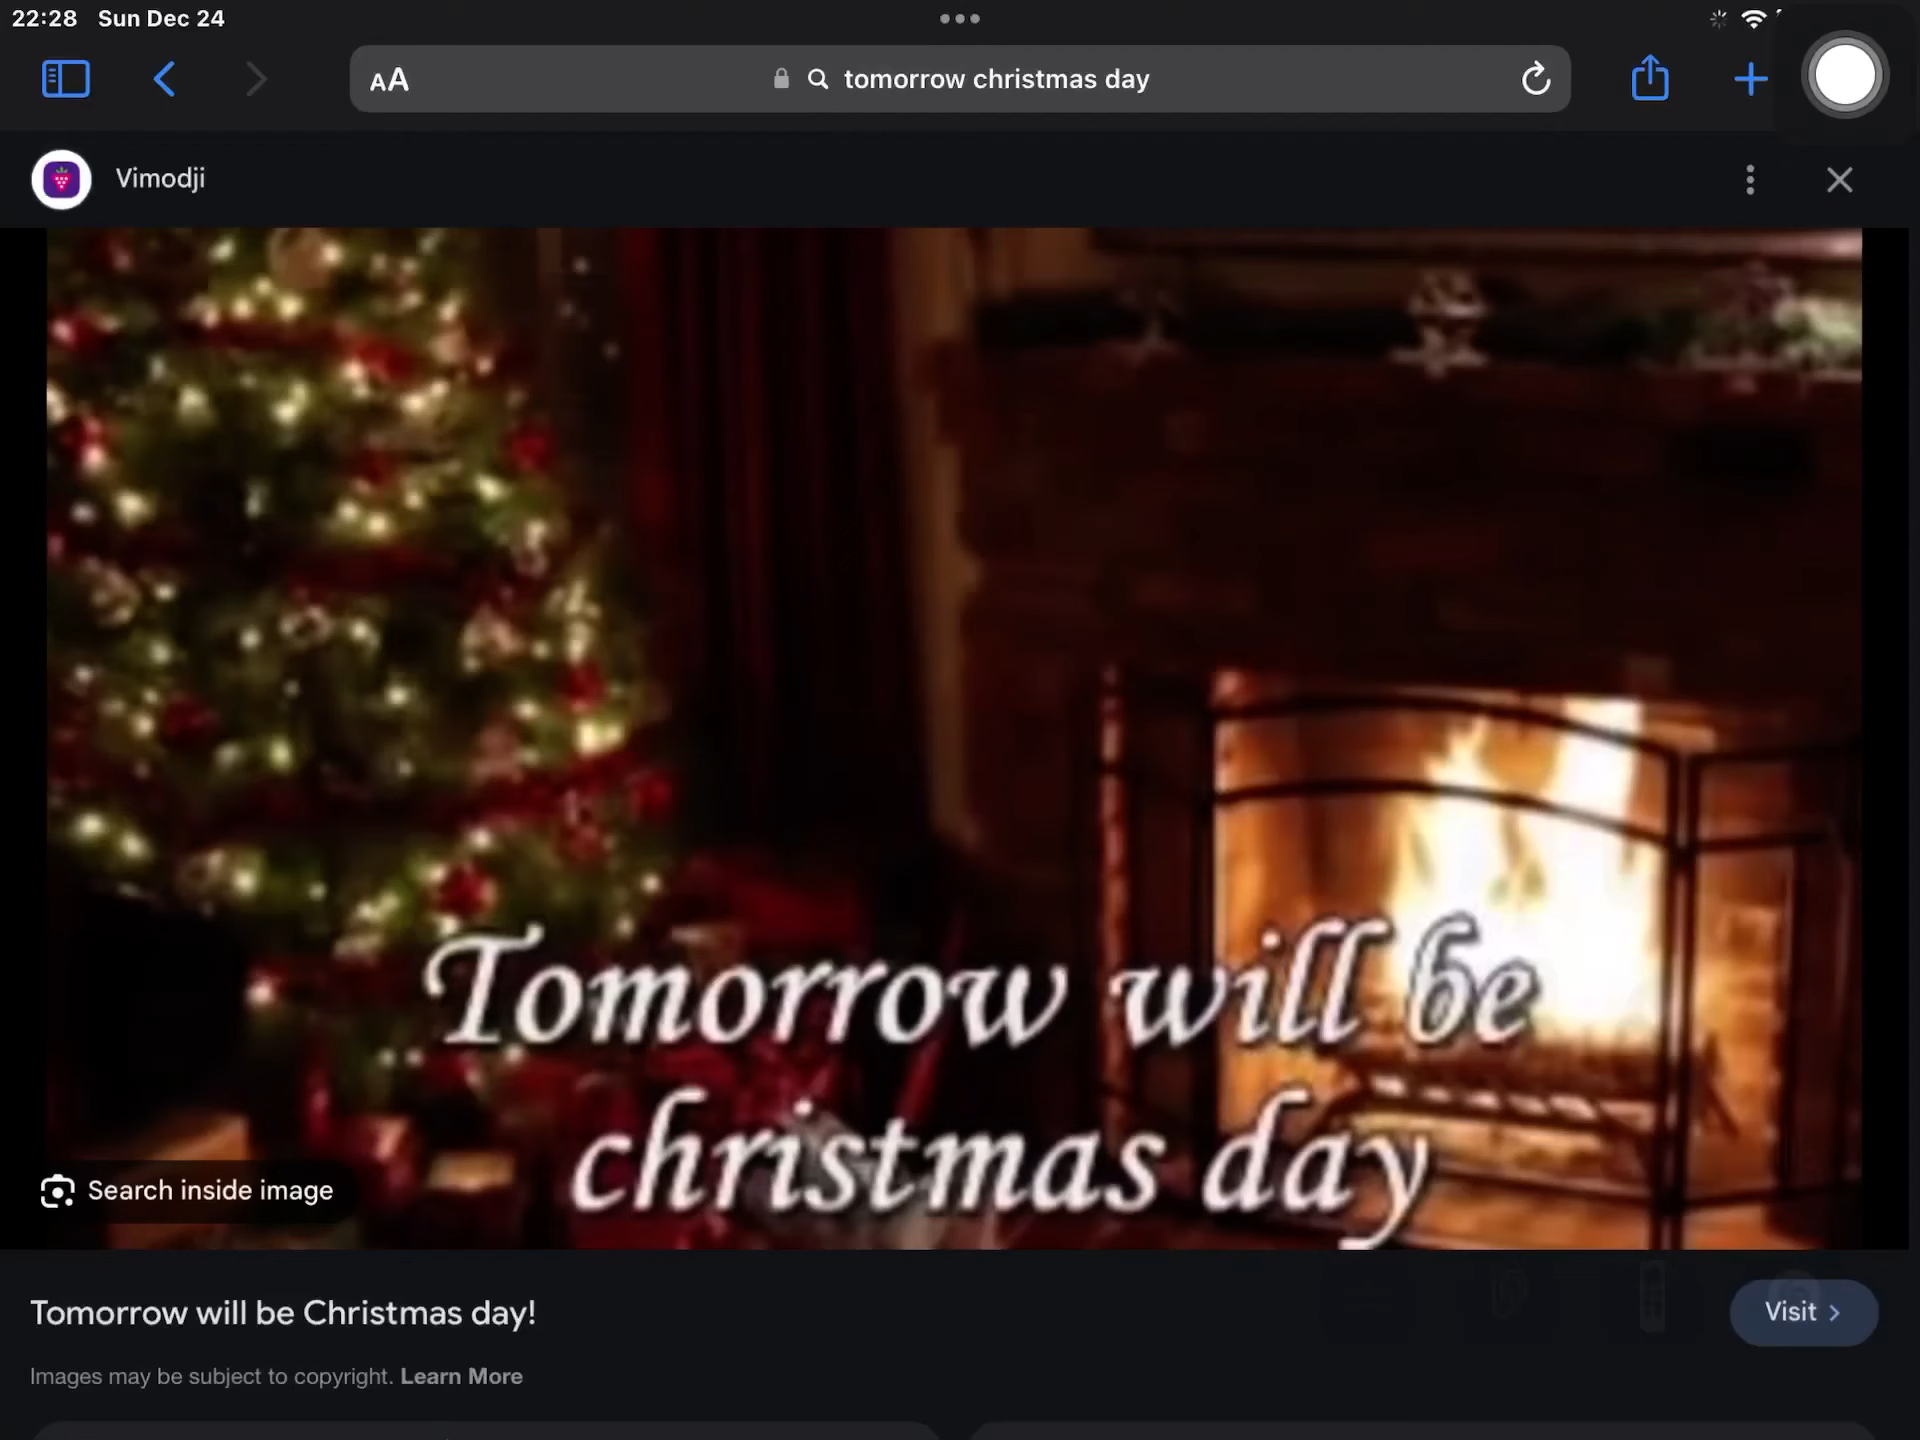 22:28 Sun Dec 24
AA tomorrow christmas day
Vimodji
Tomorrow will be
christmas day
Search inside image
Tomorrow will be Christmas day!
Visit >
Images may be subject to copyright. Learn More